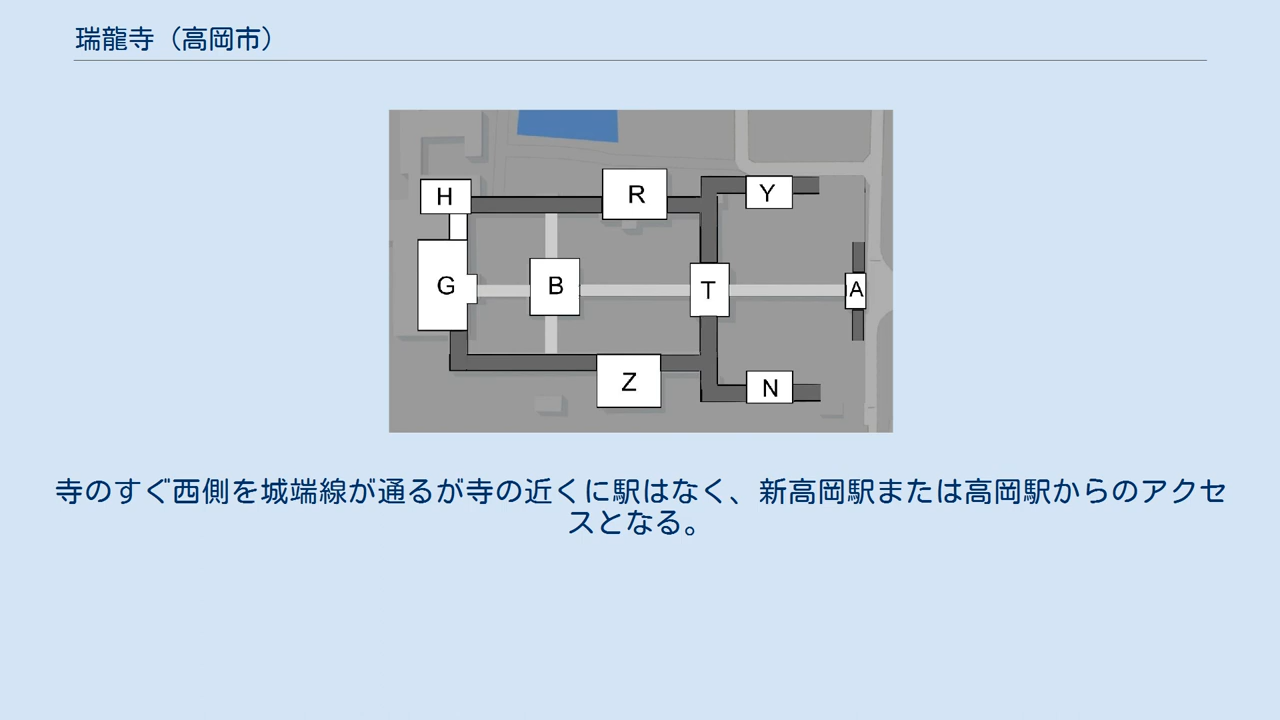 瑞龍寺（高岡市）
H
R
Y
G
B
T
A
Z
N
寺のすぐ西側を城端線が通るが寺の近くに駅はなく、新高岡駅または高岡駅からのアクセ
スとなる。